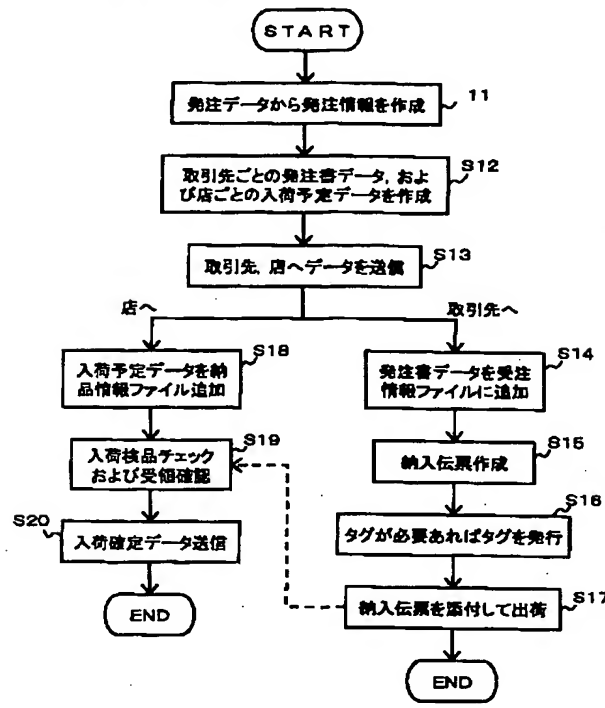 START
発注データから発注情報を作成
11
取引先ごとの発注書データ,およ
び店ごとの入荷予定データを作成
S12
取引先,店へデータを送信
S13
店へ
取引先へ
入荷予定データを納
品情報ファイル追加
S18
発注書データを受注
情報ファイルに追加
S14
入荷検品チェック
および受領確認
S19
納入伝票作成
S15
S20
入荷確定データ送信
タグが必要あればタグを発行
S16
END
納入伝票を添付して出荷
S17
END